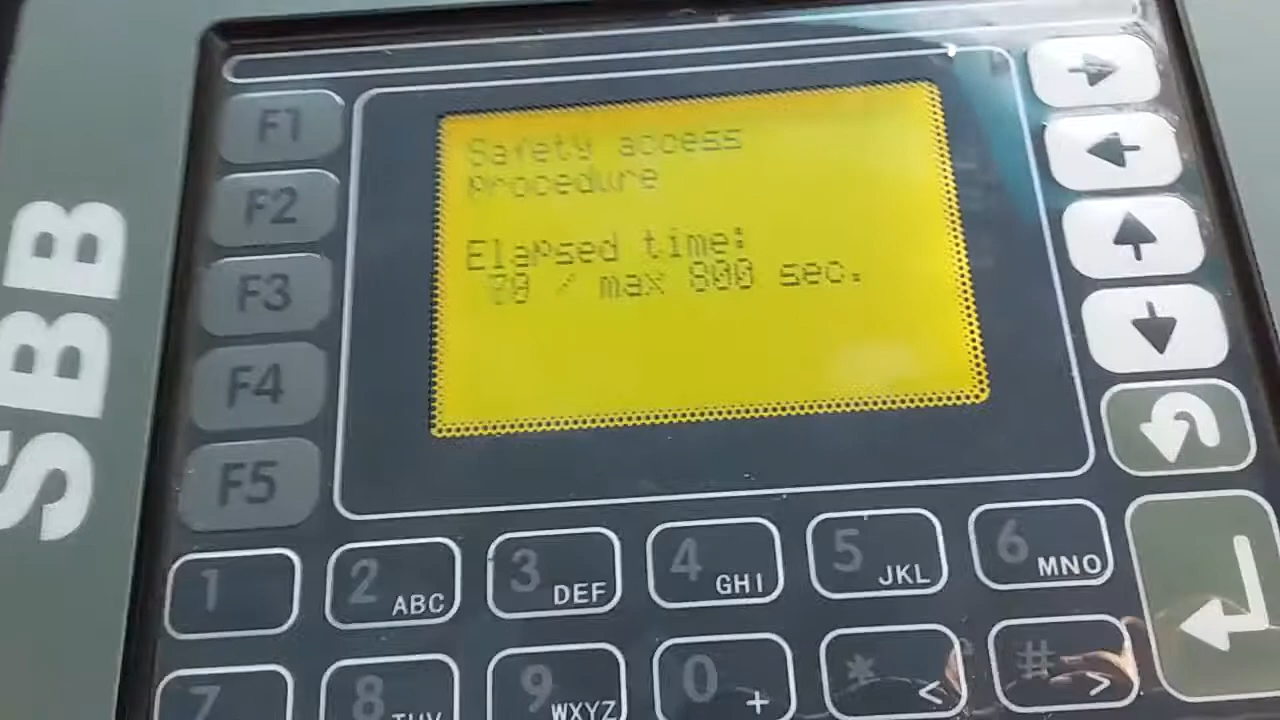 SBB
F1
F2
F3
F4
F5
Safety access
Procedure
Elapsed time:
/ max 800 sec.
1
2 ABC
3 DEF
4 GHI
5 JKL
6 MNO
7
8 TUV
9 WXYZ
0 +
* <
# >